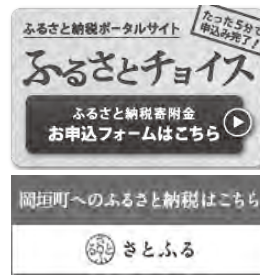 ふるさと納税ポータルサイト
たった5分で
申込み完了!
ふるさとチョイス
ふるさと納税寄附金
お申込フォームはこちら
岡垣町へのふるさと納税はこちら
さとふる